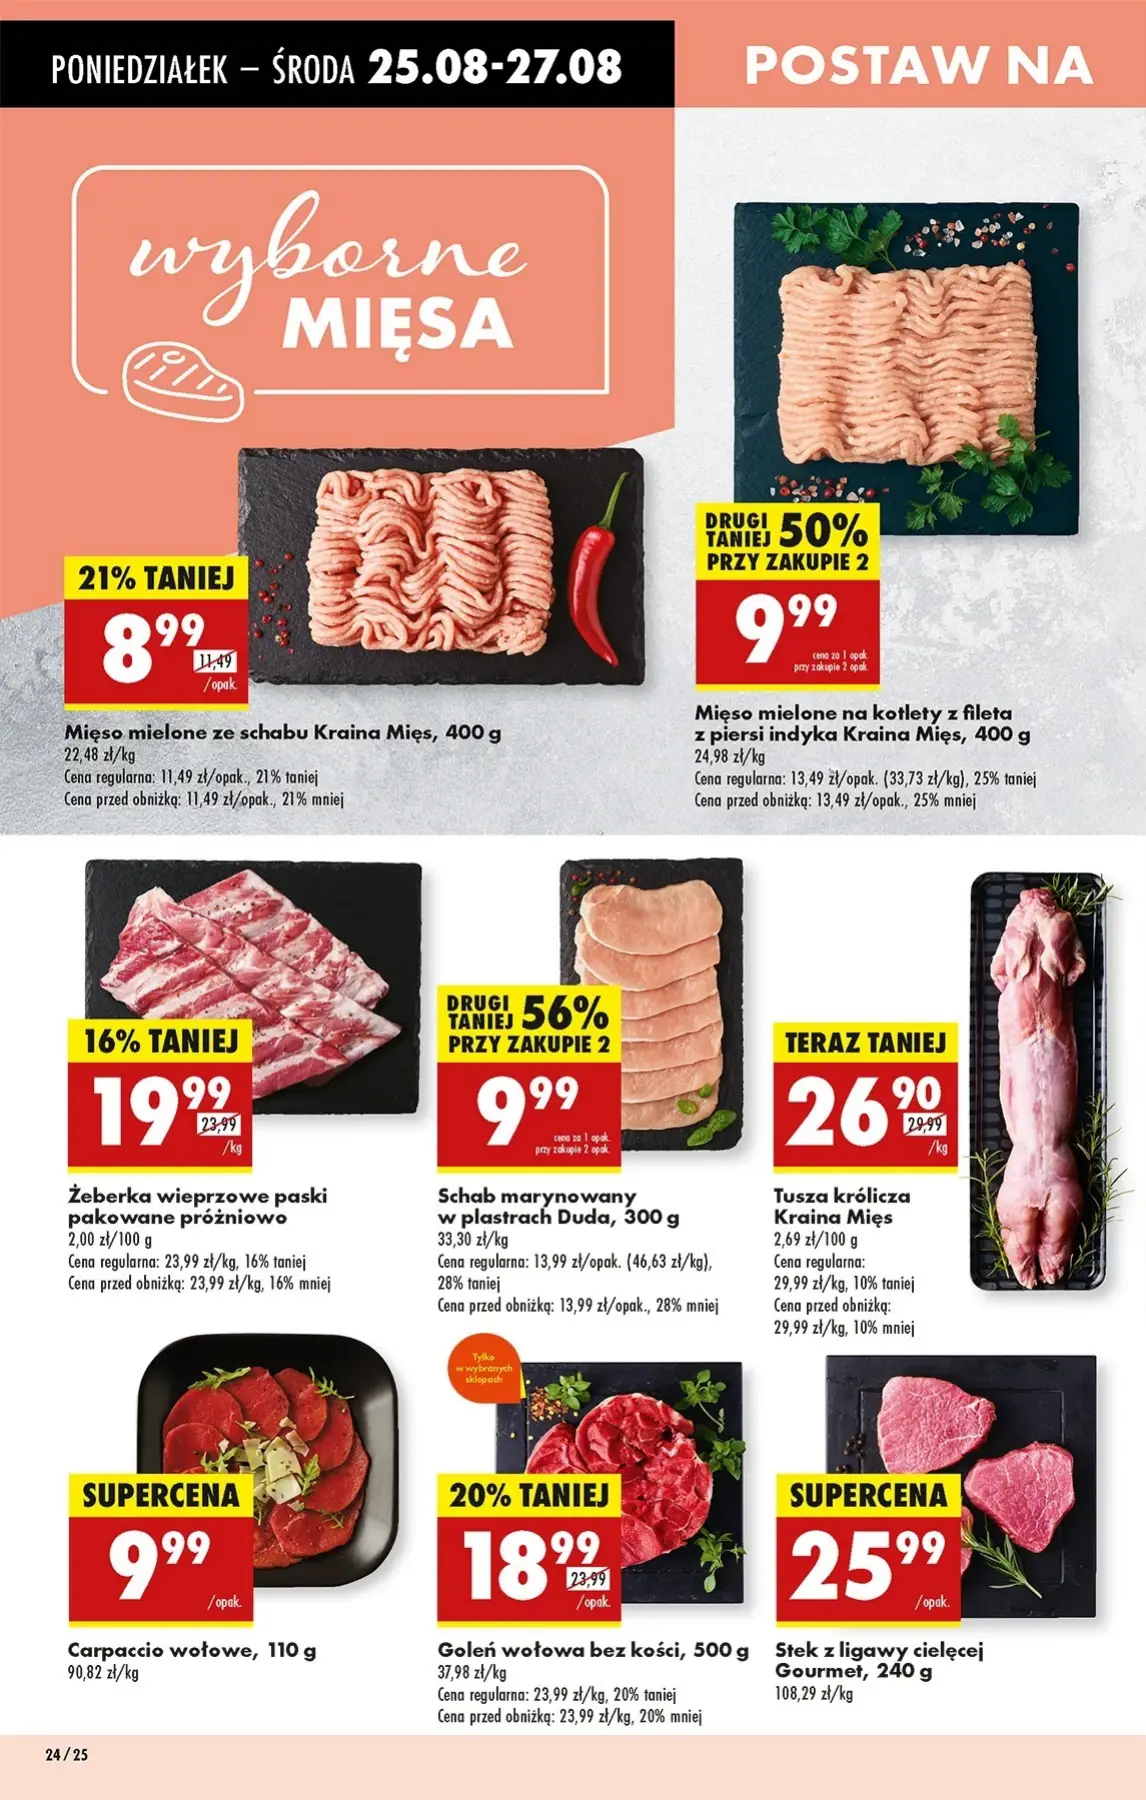 PONIEDZIAŁEK – ŚRODA 25.08-27.08
POSTAW NA
wyborne
MIĘSA
21% TANIEJ
8 99
11,49
/opak.
Mięso mielone ze schabu Kraina Mięs, 400 g
22,48 zł/kg
Cena regularna: 11,49 zł/opak., 21% taniej
Cena przed obniżką: 11,49 zł/opak., 21% mniej
DRUGI
TANIEJ 50%
PRZY ZAKUPIE 2
9 99
cena za 1 opak.
przy zakupie 2 opak.
Mięso mielone na kotlety z fileta
z piersi indyka Kraina Mięs, 400 g
24,98 zł/kg
Cena regularna: 13,49 zł/opak. (33,73 zł/kg), 25% taniej
Cena przed obniżką: 13,49 zł/opak., 25% mniej
16% TANIEJ
19 99
23,99
/kg
Żeberka wieprzowe paski
pakowane próżniowo
2,00 zł/100 g
Cena regularna: 23,99 zł/kg, 16% taniej
Cena przed obniżką: 23,99 zł/kg, 16% mniej
DRUGI
TANIEJ 56%
PRZY ZAKUPIE 2
9 99
cena za 1 opak.
przy zakupie 2 opak.
Schab marynowany
w plastrach Duda, 300 g
33,30 zł/kg
Cena regularna: 13,99 zł/opak. (46,63 zł/kg),
28% taniej
Cena przed obniżką: 13,99 zł/opak., 28% mniej
TERAZ TANIEJ
26 90
29,99
/kg
Tusza królicza
Kraina Mięs
2,69 zł/100 g
Cena regularna:
29,99 zł/kg, 10% taniej
Cena przed obniżką:
29,99 zł/kg, 10% mniej
SUPERCENA
9 99
/opak.
Carpaccio wołowe, 110 g
90,82 zł/kg
Tylko
w wybranych
sklepach
20% TANIEJ
18 99
23,99
/opak.
Goleń wołowa bez kości, 500 g
37,98 zł/kg
Cena regularna: 23,99 zł/kg, 20% taniej
Cena przed obniżką: 23,99 zł/kg, 20% mniej
SUPERCENA
25 99
/opak.
Stek z ligawy cielęcej
Gourmet, 240 g
108,29 zł/kg
24 / 25